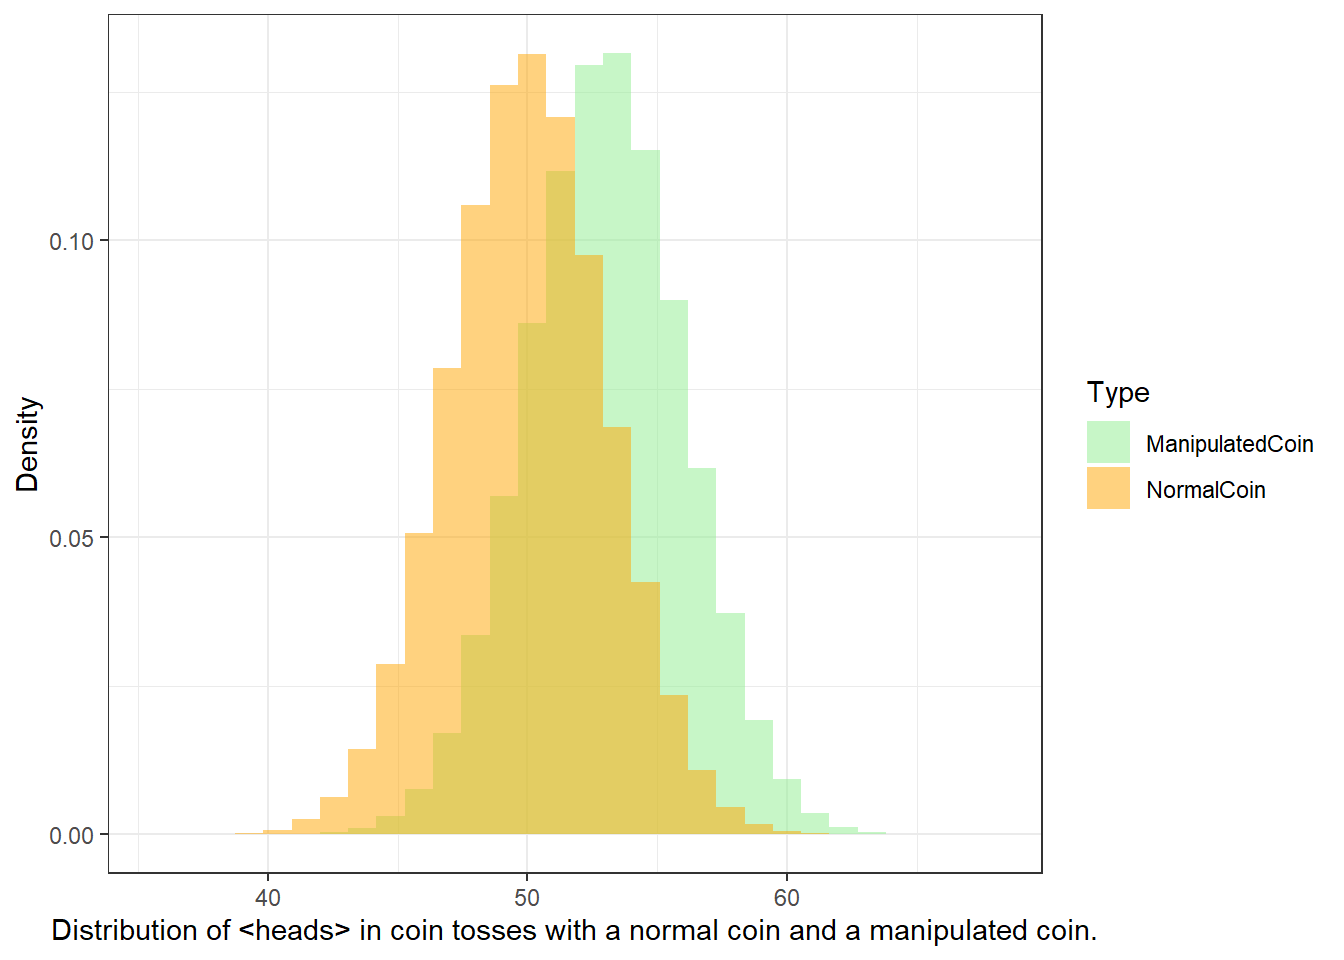 0.10
0.05
0.00
Density
40 50 60
Distribution of <heads> in coin tosses with a normal coin and a manipulated coin.
Type
ManipulatedCoin
NormalCoin